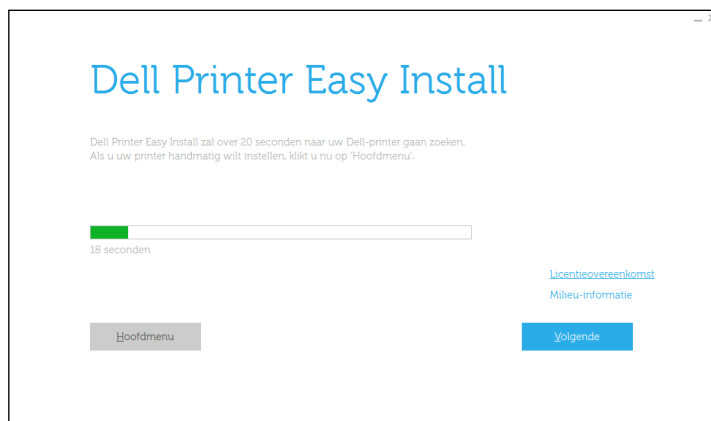 Dell Printer Easy Install
Dell Printer Easy Install zal over 20 seconden naar uw Dell-printer gaan zoeken.
Als u uw printer handmatig wilt instellen, klikt u nu op 'Hoofdmenu'.
18 seconden
Licentieovereenkomst
Milieu-informatie
Hoofdmenu
Volgende